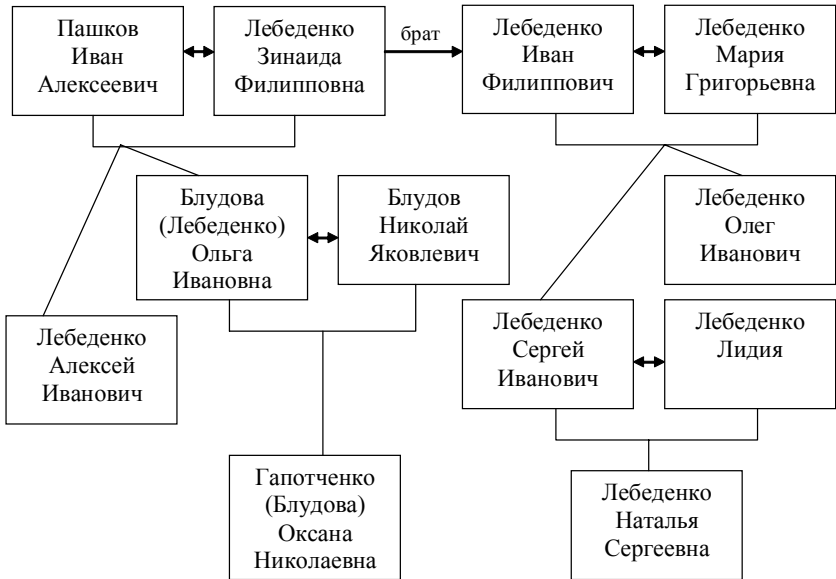 Пашков
Иван
Алексеевич
Лебеденко
Зинаида
Филипповна
брат
Лебеденко
Иван
Филиппович
Лебеденко
Мария
Григорьевна
Блудова
(Лебеденко)
Ольга
Ивановна
Блудов
Николай
Яковлевич
Лебеденко
Олег
Иванович
Лебеденко
Алексей
Иванович
Лебеденко
Сергей
Иванович
Лебеденко
Лидия
Гапотченко
(Блудова)
Оксана
Николаевна
Лебеденко
Наталья
Сергеевна